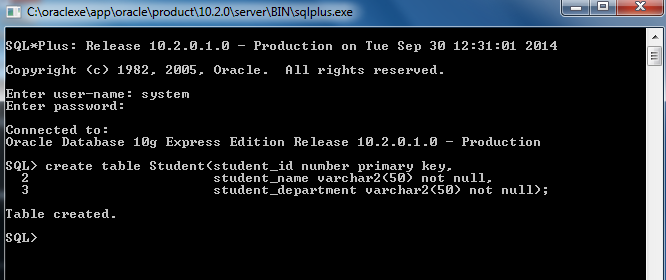 C:\oraclexe\app\oracle\product\10.2.0\server\BIN\sqlplus.exe
SQL*Plus: Release 10.2.0.1.0 - Production on Tue Sep 30 12:31:01 2014
Copyright (c) 1982, 2005, Oracle.  All rights reserved.
Enter user-name: system
Enter password:
Connected to:
Oracle Database 10g Express Edition Release 10.2.0.1.0 - Production
SQL> create table Student(student_id number primary key,
  2                       student_name varchar2(50) not null,
  3                       student_department varchar2(50) not null);
Table created.
SQL>